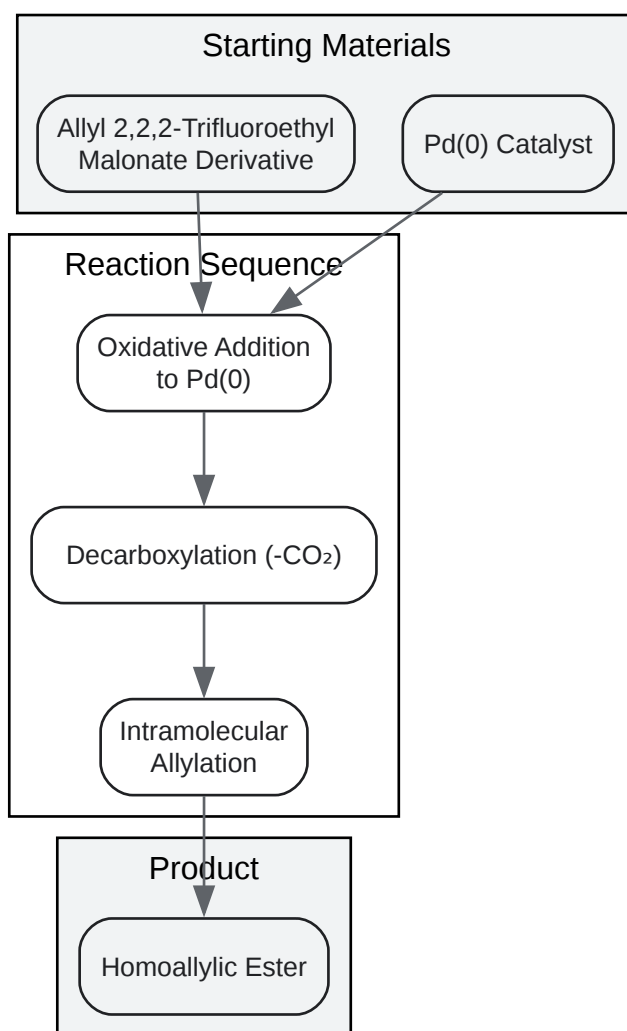 Starting Materials
Allyl 2,2,2-Trifluoroethyl
Malonate Derivative
Pd(0) Catalyst
Reaction Sequence
Oxidative Addition
to Pd(0)
Decarboxylation (-CO₂)
Intramolecular
Allylation
Product
Homoallylic Ester